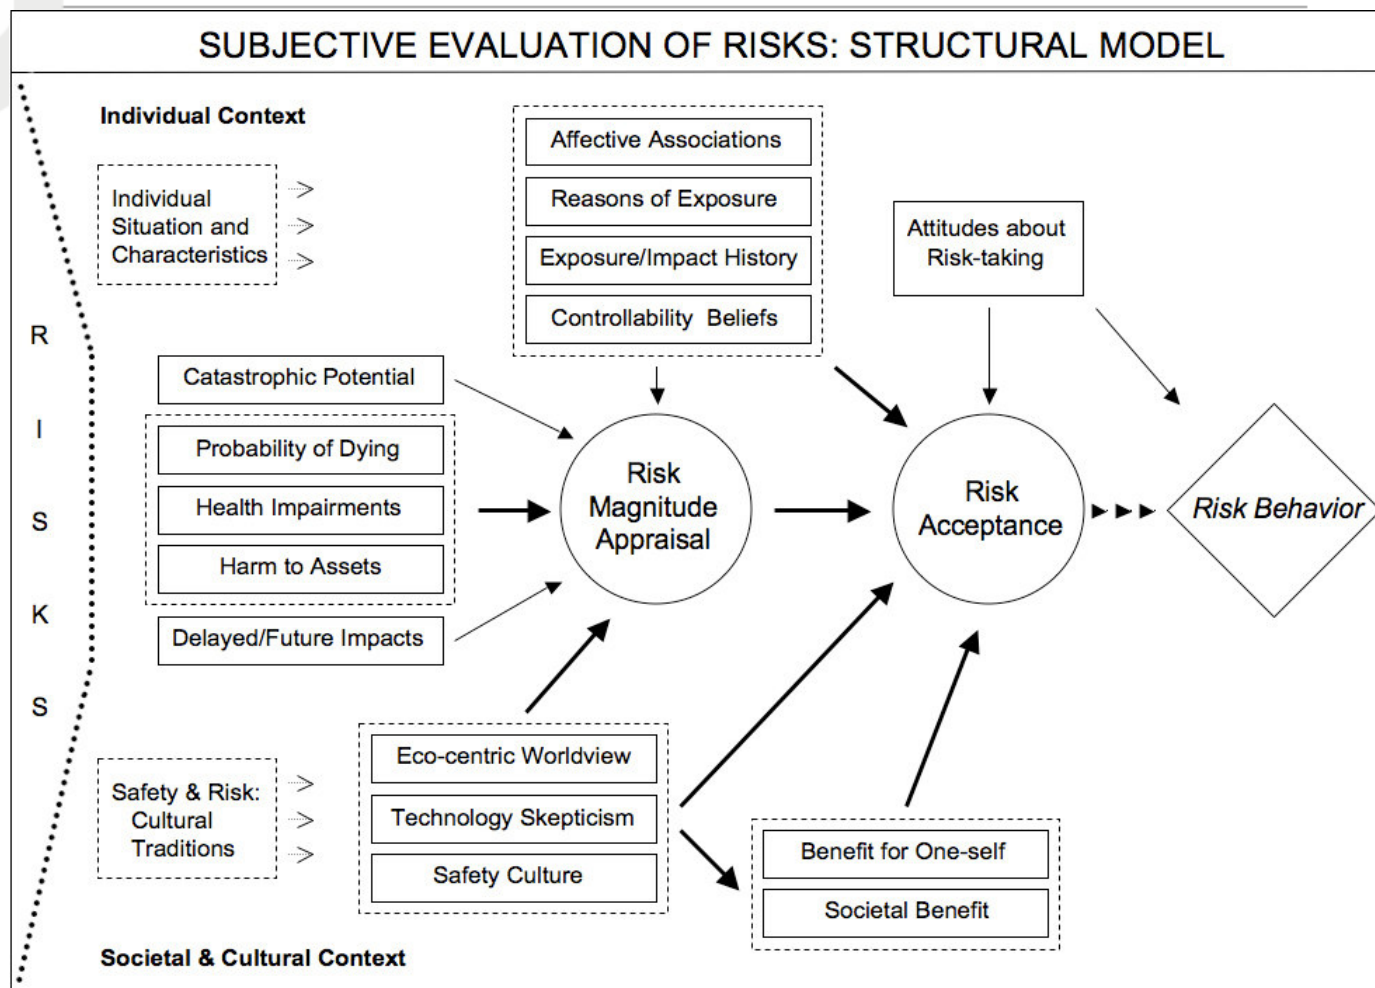 SUBJECTIVE EVALUATION OF RISKS: STRUCTURAL MODEL
Individual Context
Individual
Situation and
Characteristics
Affective Associations
Reasons of Exposure
Exposure/Impact History
Controllability Beliefs
Attitudes about
Risk-taking
R
I
S
K
S
Catastrophic Potential
Probability of Dying
Health Impairments
Harm to Assets
Delayed/Future Impacts
Risk
Magnitude
Appraisal
Risk
Acceptance
Risk Behavior
Safety & Risk:
Cultural
Traditions
Eco-centric Worldview
Technology Skepticism
Safety Culture
Benefit for One-self
Societal Benefit
Societal & Cultural Context